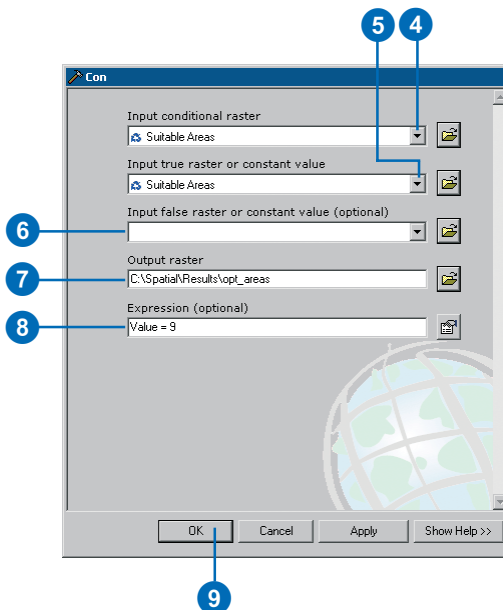 5 4
Con
Input conditional raster
Suitable Areas
Input true raster or constant value
Suitable Areas
Input false raster or constant value (optional)
6
Output raster
7
C:\Spatial\Results\opt_areas
Expression (optional)
8
Value = 9
OK Cancel Apply Show Help >>
9